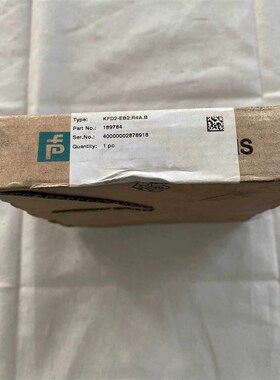 Type: KFD2-EB2.R4A.B
Part No.: 189784
Ser.No.: 40000002878918
Quantity: 1 pc
S